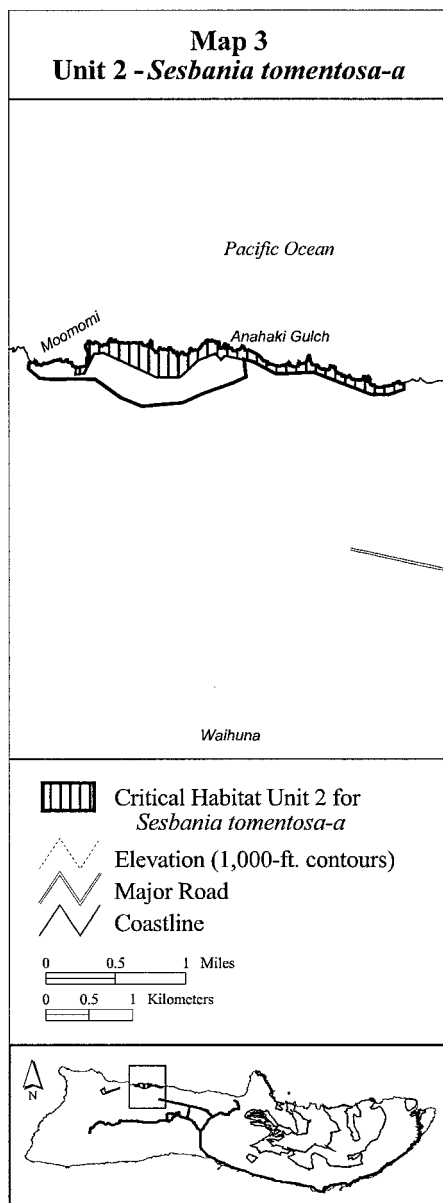 Map 3
Unit 2 - Sesbania tomentosa-a
Pacific Ocean
Moomomi
Anahaki Gulch
Waihuna
Critical Habitat Unit 2 for
Sesbania tomentosa-a
Elevation (1,000-ft. contours)
Major Road
Coastline
0 0.5 1 Miles
0 0.5 1 Kilometers
N